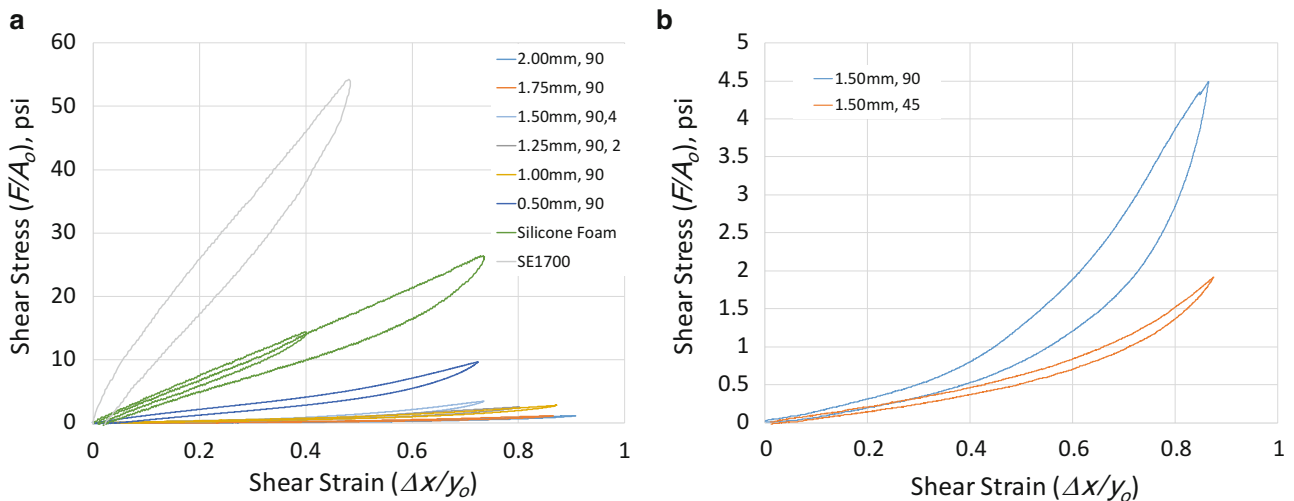 a
60
50
40
30
20
10
0
Shear Stress (F/Aₒ), psi
2.00mm, 90
1.75mm, 90
1.50mm, 90,4
1.25mm, 90, 2
1.00mm, 90
0.50mm, 90
Silicone Foam
SE1700
0 0.2 0.4 0.6 0.8 1
Shear Strain (Δx/yₒ)
b
5
4.5
4
3.5
3
2.5
2
1.5
1
0.5
0
Shear Stress (F/Aₒ), psi
1.50mm, 90
1.50mm, 45
0 0.2 0.4 0.6 0.8 1
Shear Strain (Δx/yₒ)